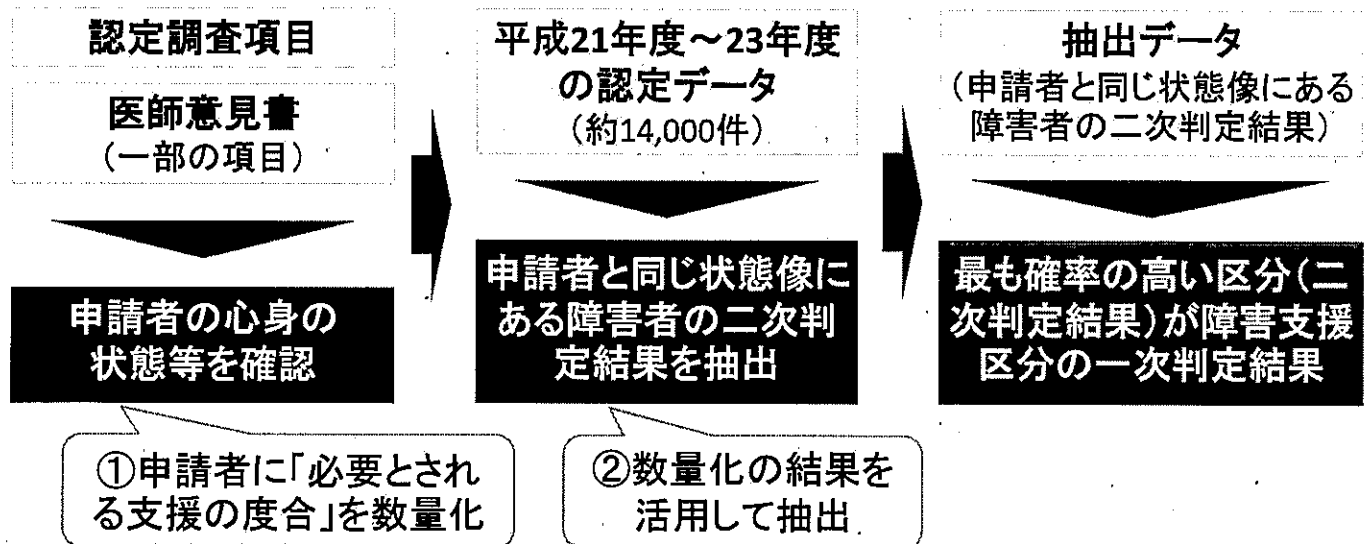 認定調査項目
医師意見書
(一部の項目)
申請者の心身の
状態等を確認
①申請者に「必要とされ
る支援の度合」を数量化
平成21年度~23年度
の認定データ
(約14,000件)
申請者と同じ状態像に
ある障害者の二次判
定結果を抽出
②数量化の結果を
活用して抽出
抽出データ
(申請者と同じ状態像にある
障害者の二次判定結果)
最も確率の高い区分(二
次判定結果)が障害支援
区分の一次判定結果